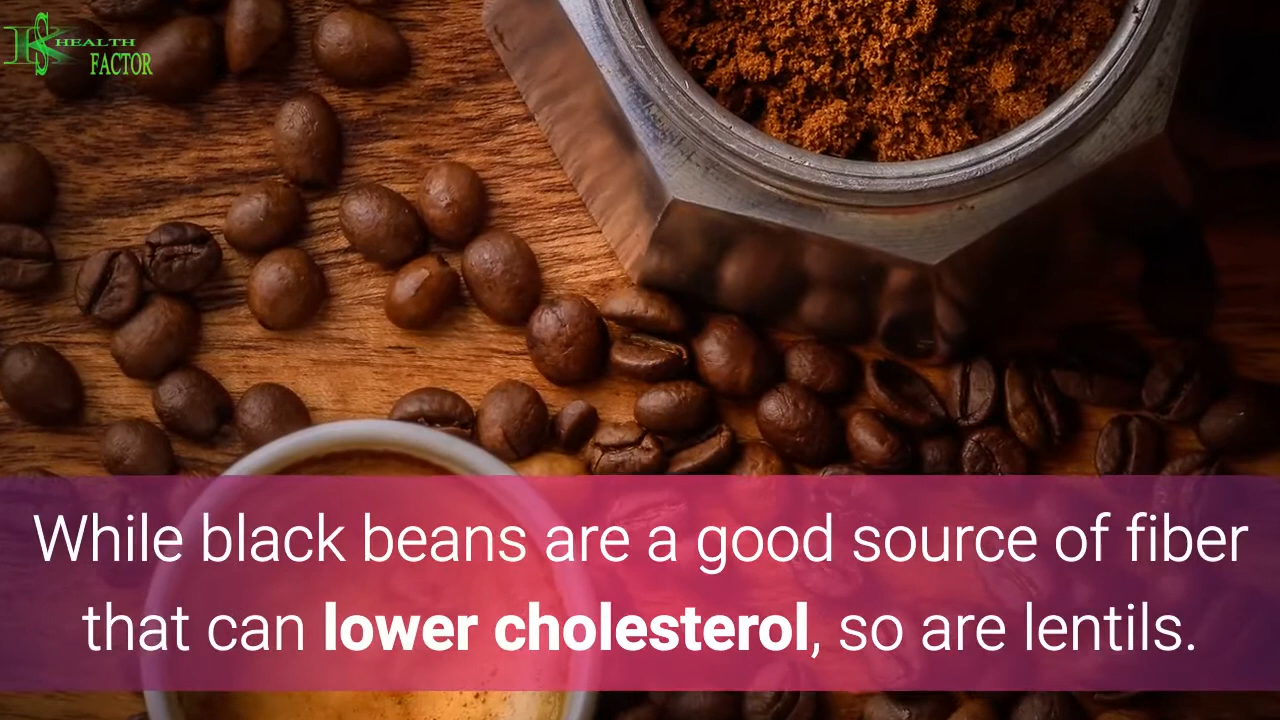 HEALTH
FACTOR
While black beans are a good source of fiber
that can lower cholesterol, so are lentils.